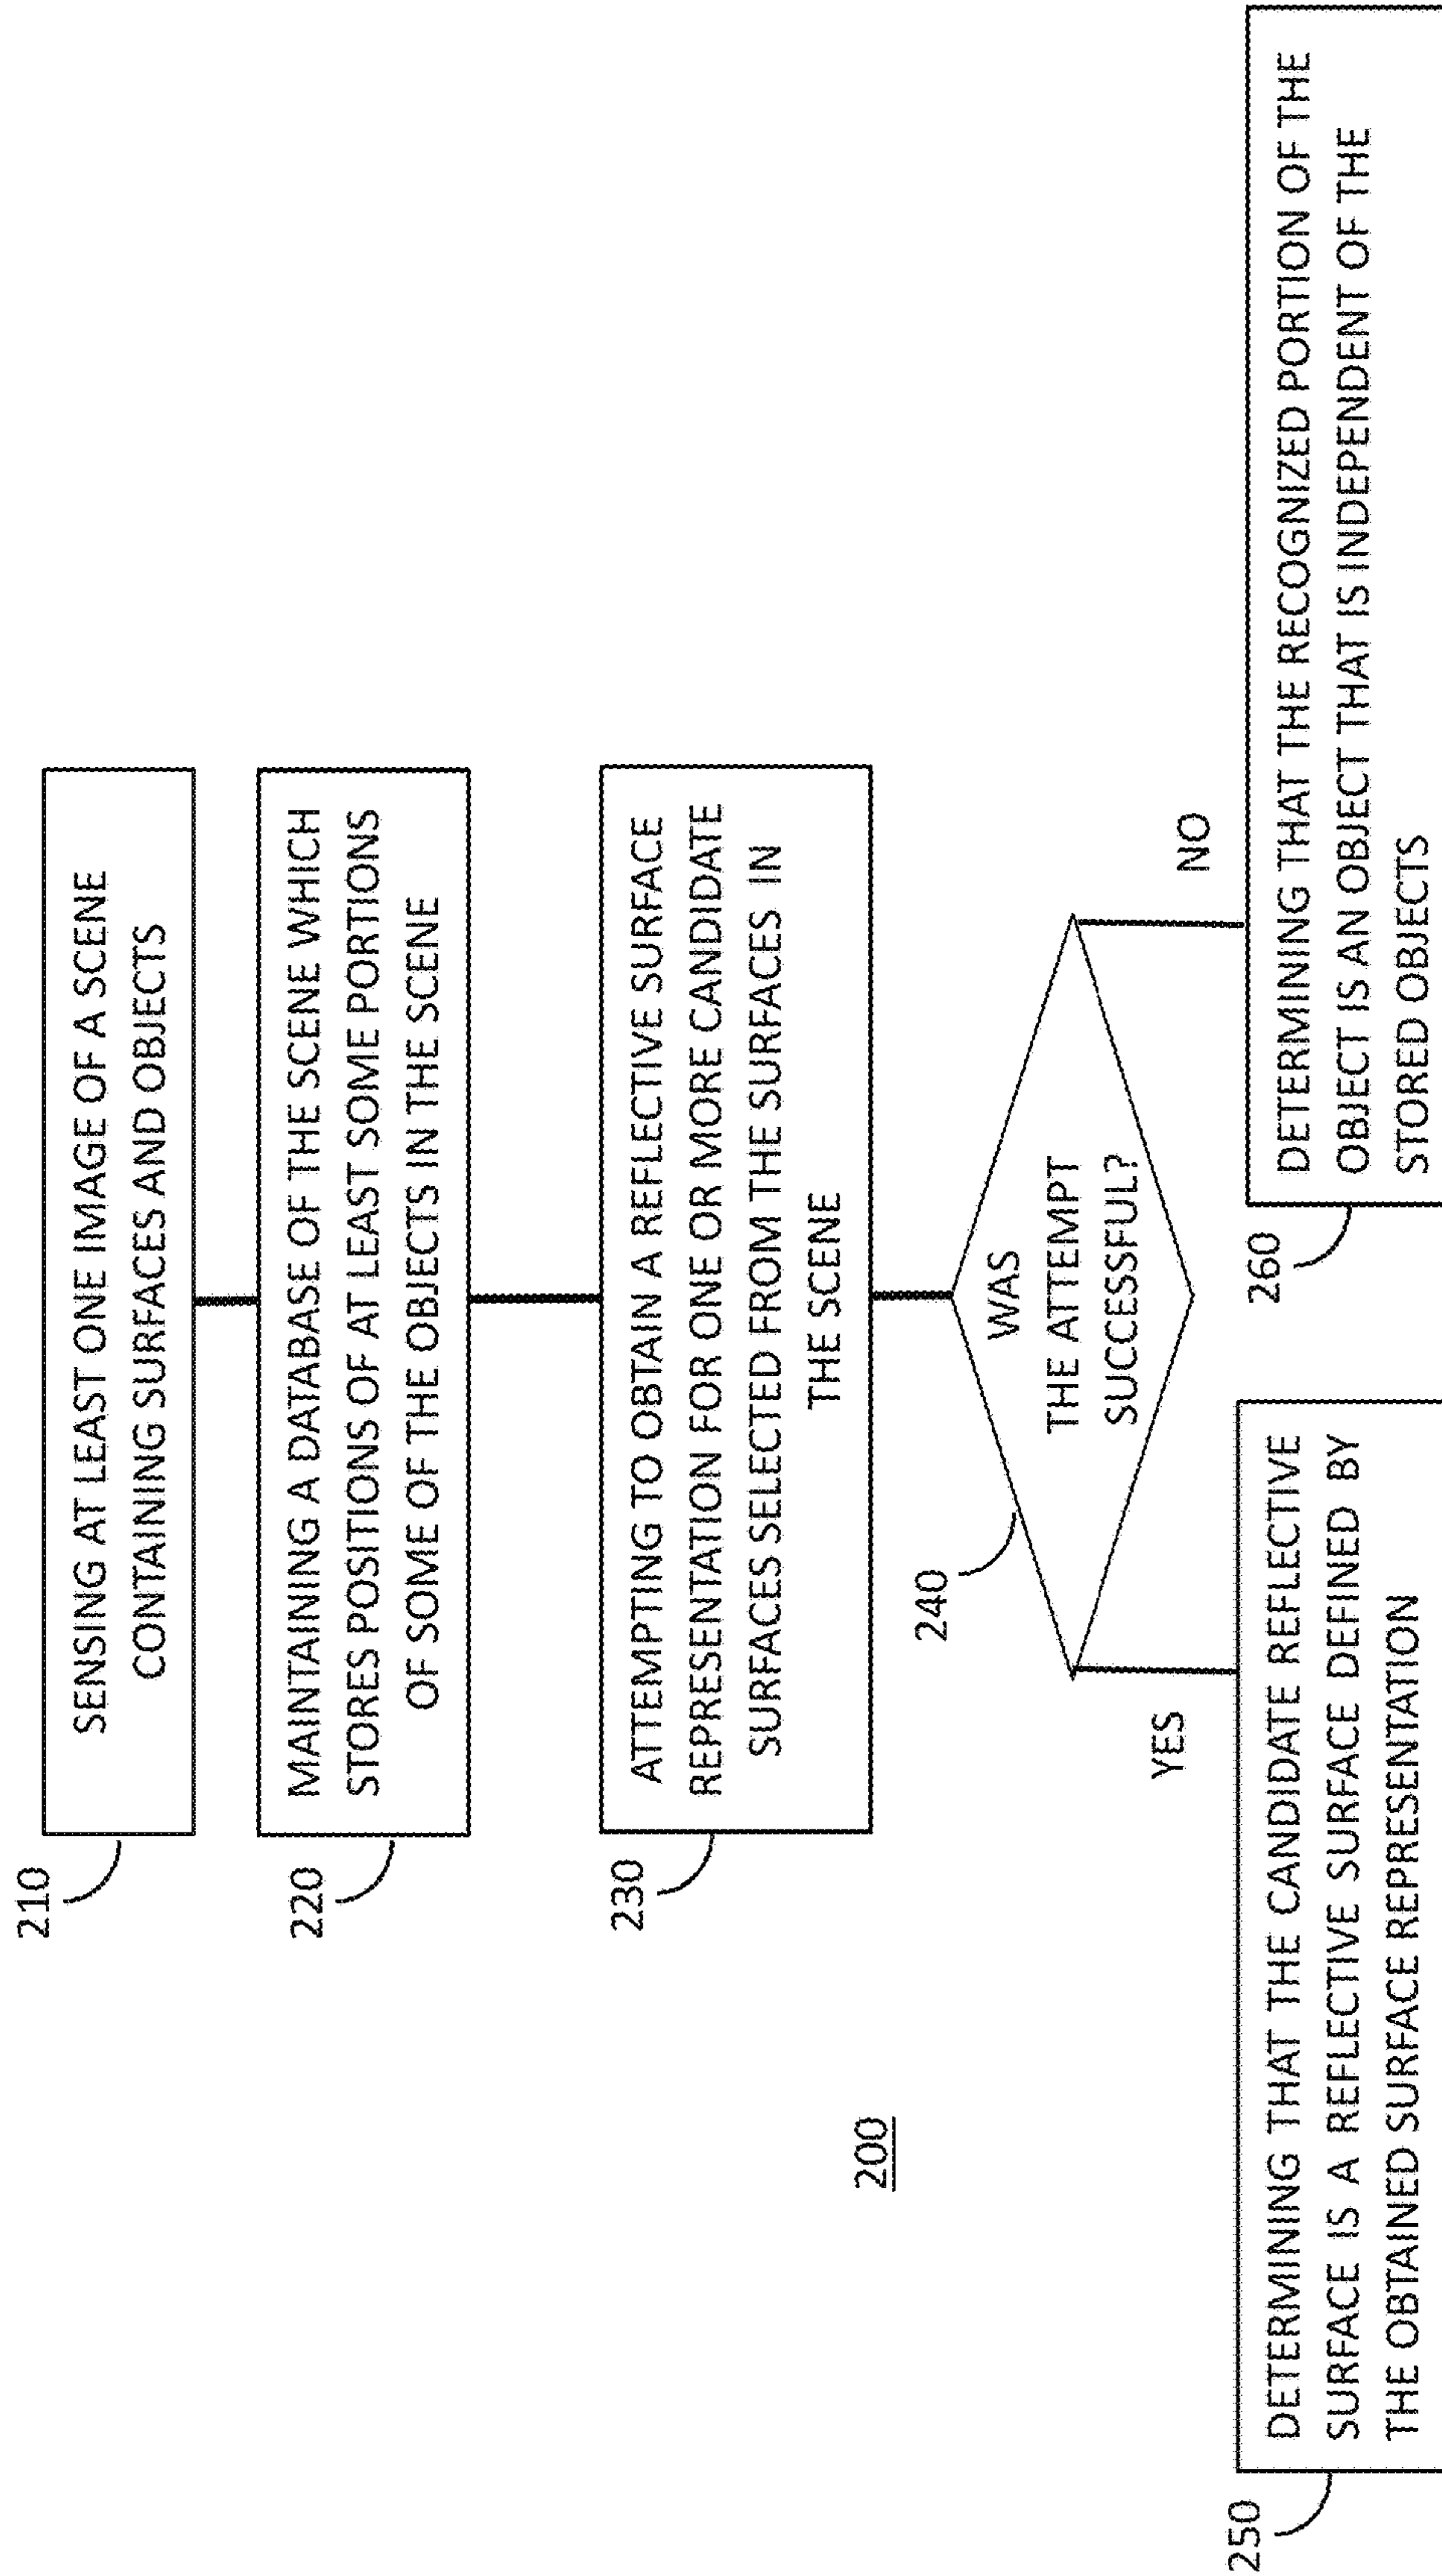 210
SENSING AT LEAST ONE IMAGE OF A SCENE
CONTAINING SURFACES AND OBJECTS
220
MAINTAINING A DATABASE OF THE SCENE WHICH
STORES POSITIONS OF AT LEAST SOME PORTIONS
OF SOME OF THE OBJECTS IN THE SCENE
230
ATTEMPTING TO OBTAIN A REFLECTIVE SURFACE
REPRESENTATION FOR ONE OR MORE CANDIDATE
SURFACES SELECTED FROM THE SURFACES IN
THE SCENE
200
240
WAS
THE ATTEMPT
SUCCESSFUL?
YES
NO
250
DETERMINING THAT THE CANDIDATE REFLECTIVE
SURFACE IS A REFLECTIVE SURFACE DEFINED BY
THE OBTAINED SURFACE REPRESENTATION
260
DETERMINING THAT THE RECOGNIZED PORTION OF THE
OBJECT IS AN OBJECT THAT IS INDEPENDENT OF THE
STORED OBJECTS